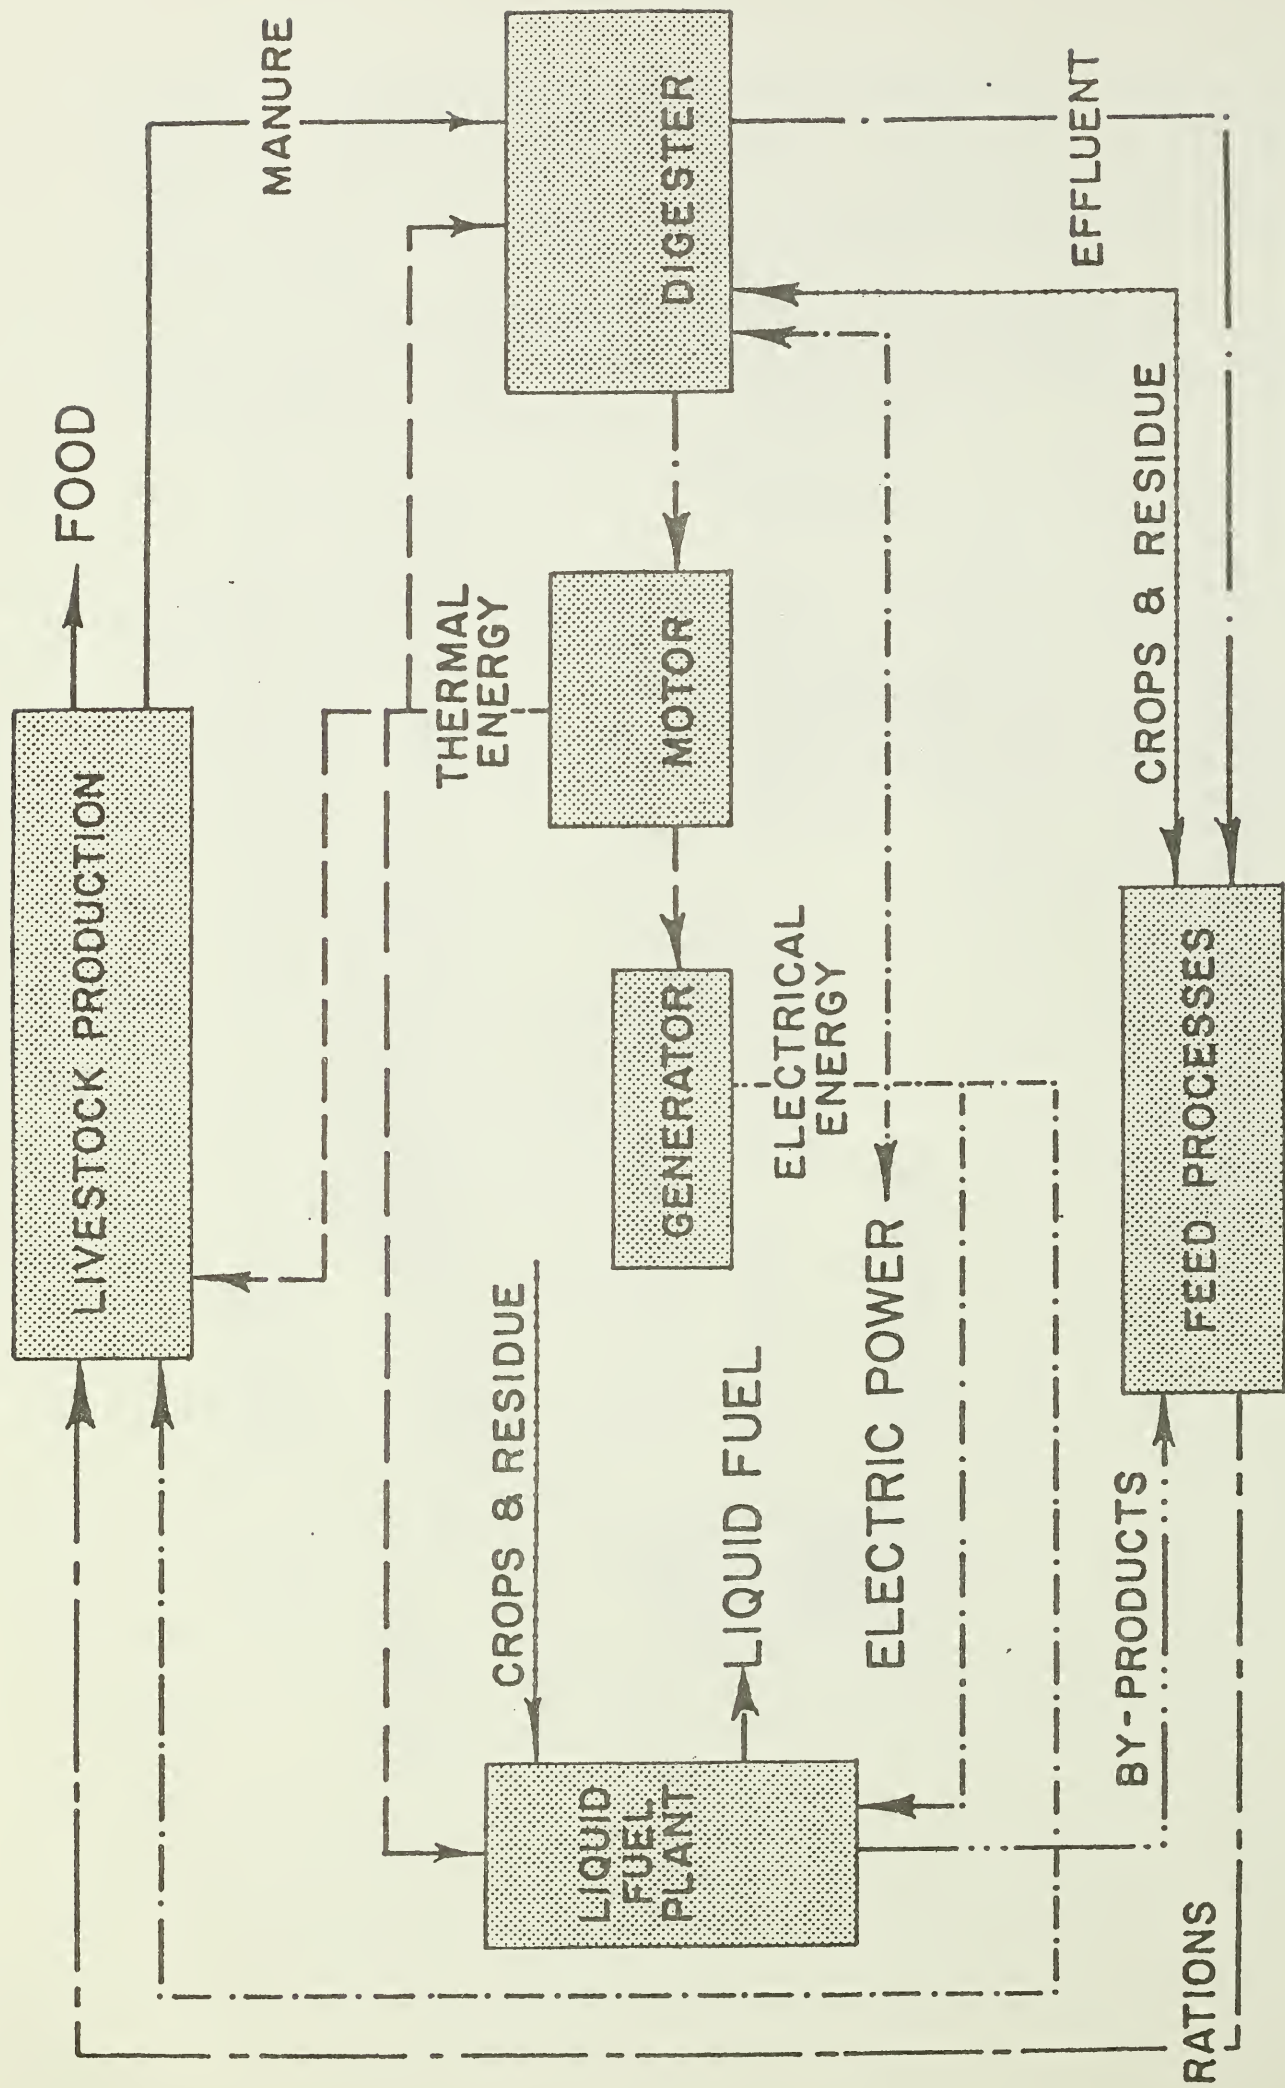 LIVESTOCK PRODUCTION
FOOD
MANURE
THERMAL
ENERGY
CROPS & RESIDUE
LIQUID
FUEL
PLANT
LIQUID FUEL
GENERATOR
MOTOR
DIGESTER
ELECTRICAL
ENERGY
ELECTRIC POWER
BY-PRODUCTS
FEED PROCESSES
CROPS & RESIDUE
EFFLUENT
RATIONS